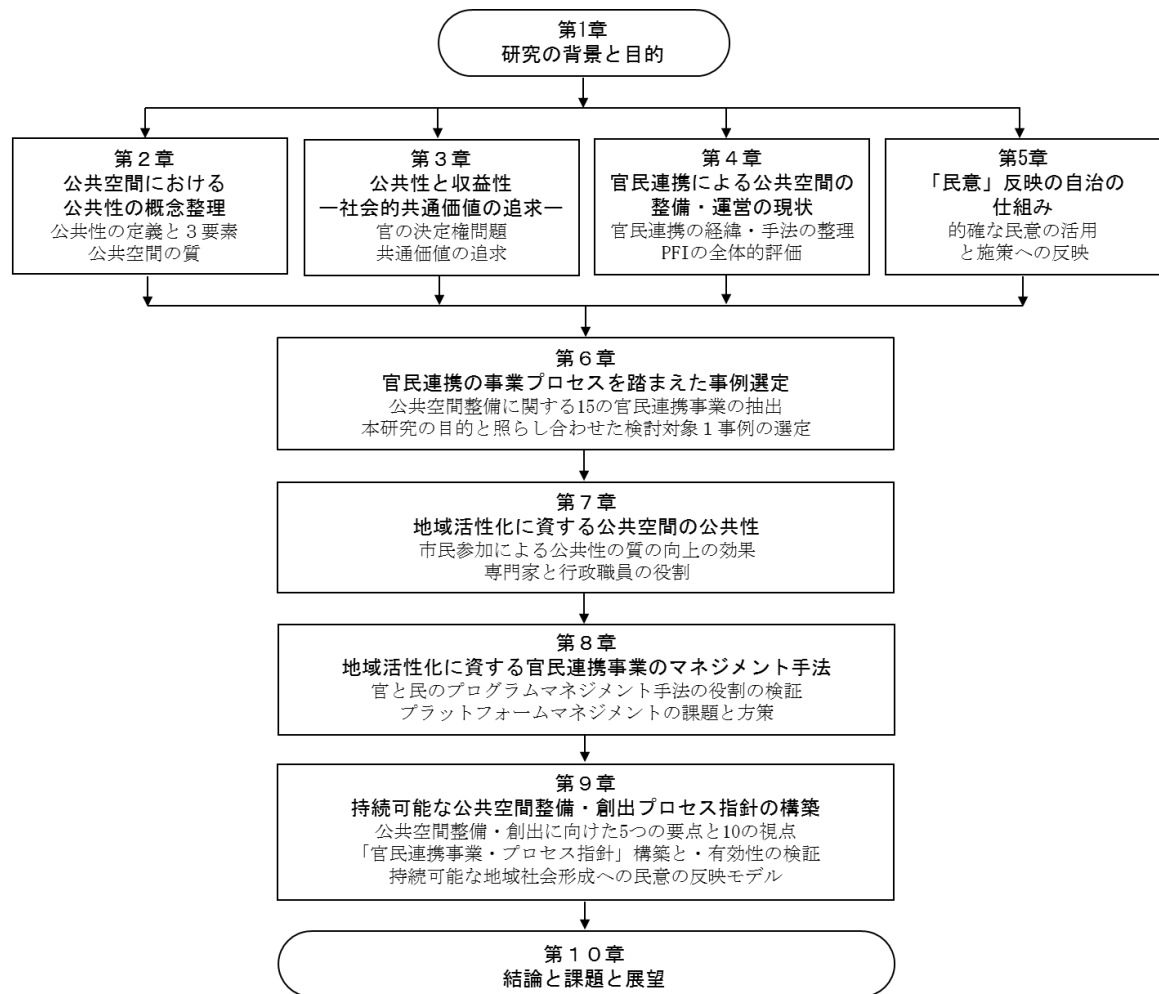 第1章
研究の背景と目的
第２章
公共空間における
公共性の概念整理
公共性の定義と３要素
公共空間の質
第３章
公共性と収益性
―社会的共通価値の追求―
官の決定権問題
共通価値の追求
第４章
官民連携による公共空間の
整備・運営の現状
官民連携の経緯・手法の整理
PFIの全体的評価
第5章
「民意」反映の自治の
仕組み
的確な民意の活用
と施策への反映
第６章
官民連携の事業プロセスを踏まえた事例選定
公共空間整備に関する15の官民連携事業の抽出
本研究の目的と照らし合わせた検討対象１事例の選定
第７章
地域活性化に資する公共空間の公共性
市民参加による公共性の質の向上の効果
専門家と行政職員の役割
第８章
地域活性化に資する官民連携事業のマネジメント手法
官と民のプログラムマネジメント手法の役割の検証
プラットフォームマネジメントの課題と方策
第９章
持続可能な公共空間整備・創出プロセス指針の構築
公共空間整備・創出に向けた5つの要点と10の視点
「官民連携事業・プロセス指針」構築と・有効性の検証
持続可能な地域社会形成への民意の反映モデル
第１０章
結論と課題と展望